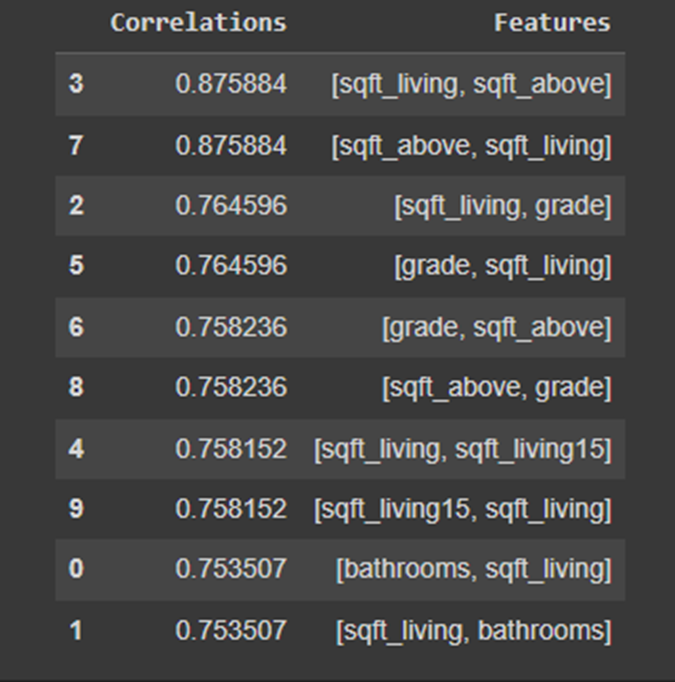 Correlations Features
3 0.875884 [sqft_living, sqft_above]
7 0.875884 [sqft_above, sqft_living]
2 0.764596 [sqft_living, grade]
5 0.764596 [grade, sqft_living]
6 0.758236 [grade, sqft_above]
8 0.758236 [sqft_above, grade]
4 0.758152 [sqft_living, sqft_living15]
9 0.758152 [sqft_living15, sqft_living]
0 0.753507 [bathrooms, sqft_living]
1 0.753507 [sqft_living, bathrooms]